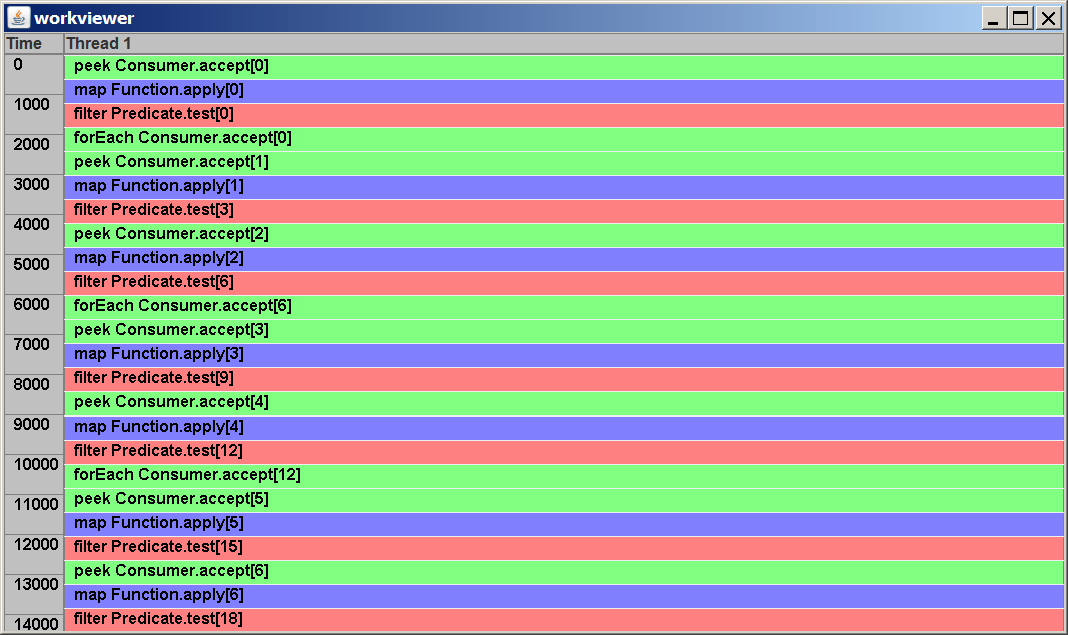 workviewer
Time Thread 1
0 peek Consumer.accept[0]
map Function.apply[0]
1000 filter Predicate.test[0]
forEach Consumer.accept[0]
2000 peek Consumer.accept[1]
3000 map Function.apply[1]
filter Predicate.test[3]
4000 peek Consumer.accept[2]
5000 map Function.apply[2]
filter Predicate.test[6]
6000 forEach Consumer.accept[6]
peek Consumer.accept[3]
7000 map Function.apply[3]
8000 filter Predicate.test[9]
peek Consumer.accept[4]
9000 map Function.apply[4]
filter Predicate.test[12]
10000 forEach Consumer.accept[12]
11000 peek Consumer.accept[5]
map Function.apply[5]
12000 filter Predicate.test[15]
peek Consumer.accept[6]
13000 map Function.apply[6]
14000 filter Predicate.test[18]